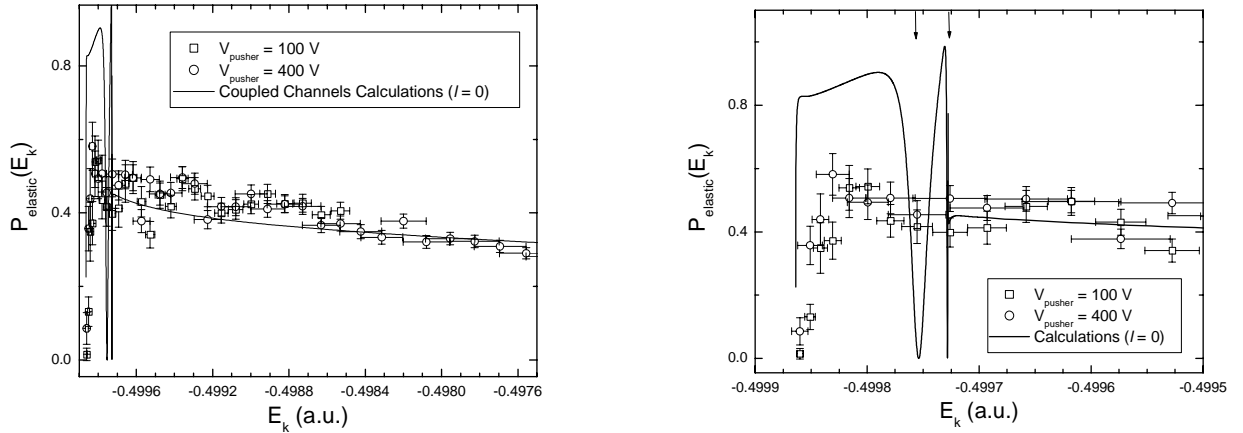 0.8
0.4
0.0
P_elastic(E_k)
V_pusher = 100 V
V_pusher = 400 V
Coupled Channels Calculations (l = 0)
-0.4996 -0.4992 -0.4988 -0.4984 -0.4980 -0.4976
E_k (a.u.)
0.8
0.4
0.0
P_elastic(E_k)
V_pusher = 100 V
V_pusher = 400 V
Calculations (l = 0)
-0.4999 -0.4998 -0.4997 -0.4996 -0.4995
E_k (a.u.)